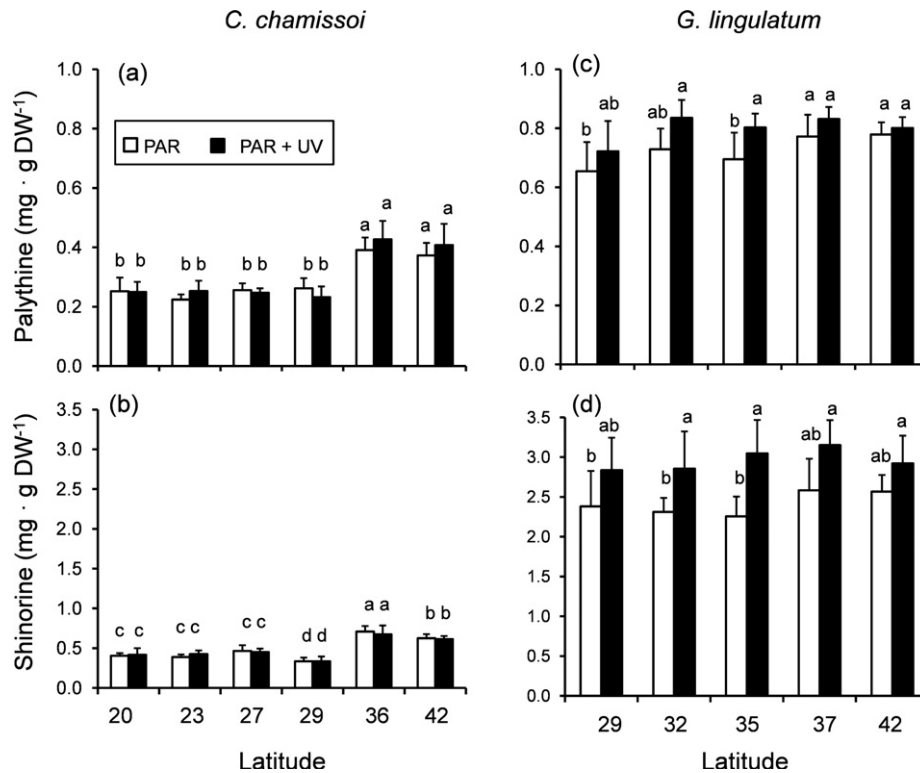 C. chamissoi
G. lingulatum
(a)
PAR PAR + UV
Palythine (mg · g DW-1)
1.0
0.8
0.6
0.4
0.2
0.0
b b b b b b b b a a a a
(c)
1.0
0.8
0.6
0.4
0.2
0.0
b ab ab a b a a a a a
(b)
Shinorine (mg · g DW-1)
3.5
3.0
2.5
2.0
1.5
1.0
0.5
0.0
c c c c c c d d a a b b
20 23 27 29 36 42
Latitude
(d)
3.5
3.0
2.5
2.0
1.5
1.0
0.5
0.0
b ab b a b a ab a ab a
29 32 35 37 42
Latitude